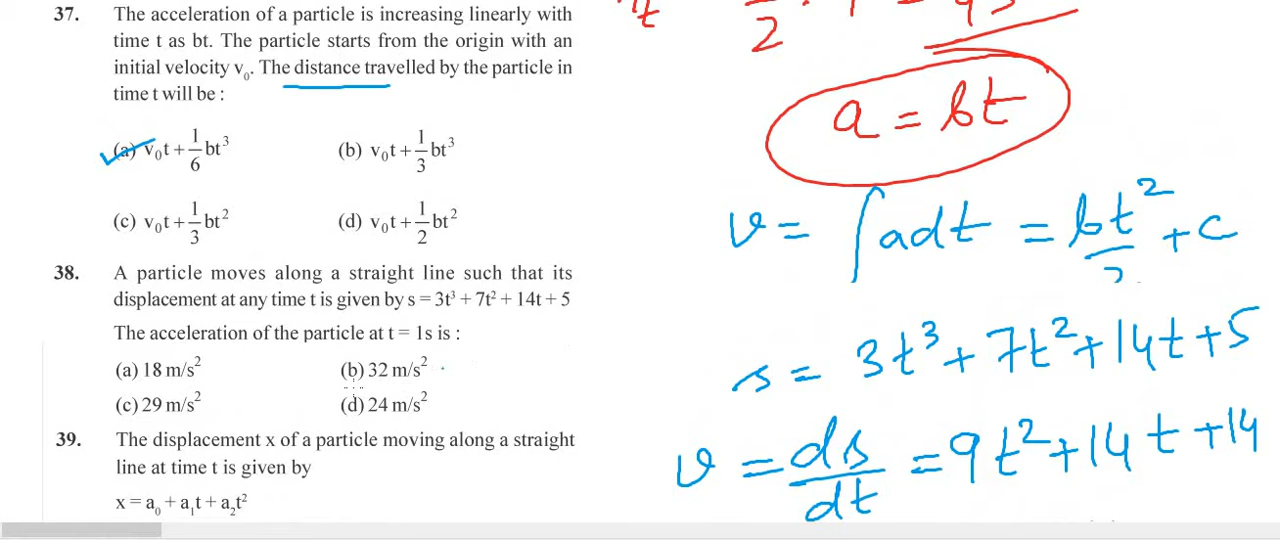 37. The acceleration of a particle is increasing linearly with
time t as bt. The particle starts from the origin with an
initial velocity v₀. The distance travelled by the particle in
time t will be :
(a) v₀t + 1/6 bt³ (b) v₀t + 1/3 bt³
(c) v₀t + 1/3 bt² (d) v₀t + 1/2 bt²
38. A particle moves along a straight line such that its
displacement at any time t is given by s = 3t³ + 7t² + 14t + 5
The acceleration of the particle at t = 1s is :
(a) 18 m/s² (b) 32 m/s²
(c) 29 m/s² (d) 24 m/s²
39. The displacement x of a particle moving along a straight
line at time t is given by
x = a₀ + a₁t + a₂t²
a = bt
v = ∫adt = bt²/2 + c
s = 3t³ + 7t² + 14t + 5
v = ds/dt = 9t² + 14t + 14